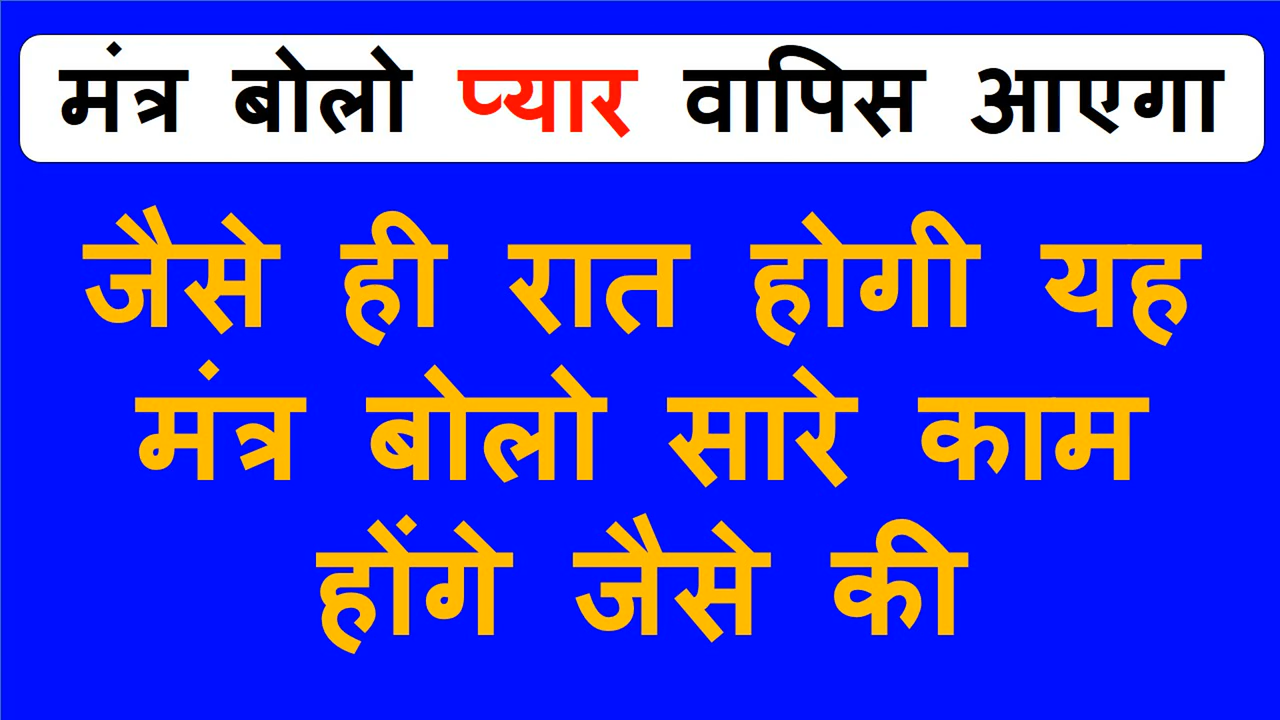 मंत्र बोलो प्यार वापिस आएगा
जैसे ही रात होगी यह
मंत्र बोलो सारे काम
होंगे जैसे की